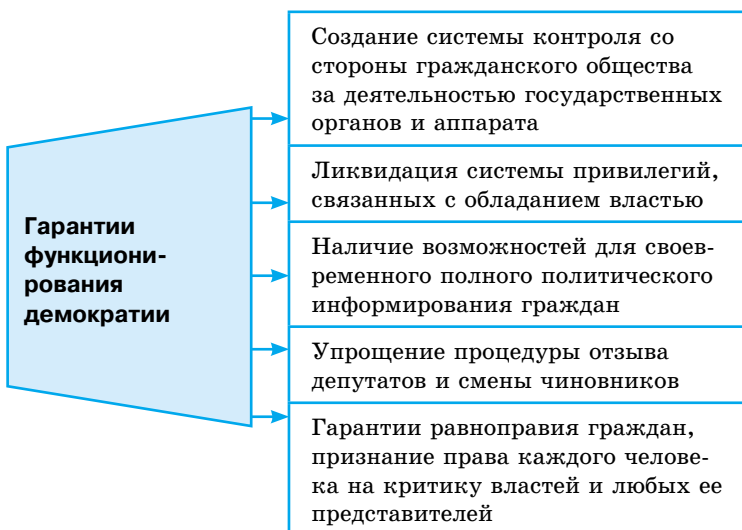 Гарантии
функциони-
рования
демократии
Создание системы контроля со
стороны гражданского общества
за деятельностью государственных
органов и аппарата
Ликвидация системы привилегий,
связанных с обладанием властью
Наличие возможностей для своев-
ременного полного политического
информирования граждан
Упрощение процедуры отзыва
депутатов и смены чиновников
Гарантии равноправия граждан,
признание права каждого челове-
ка на критику властей и любых ее
представителей